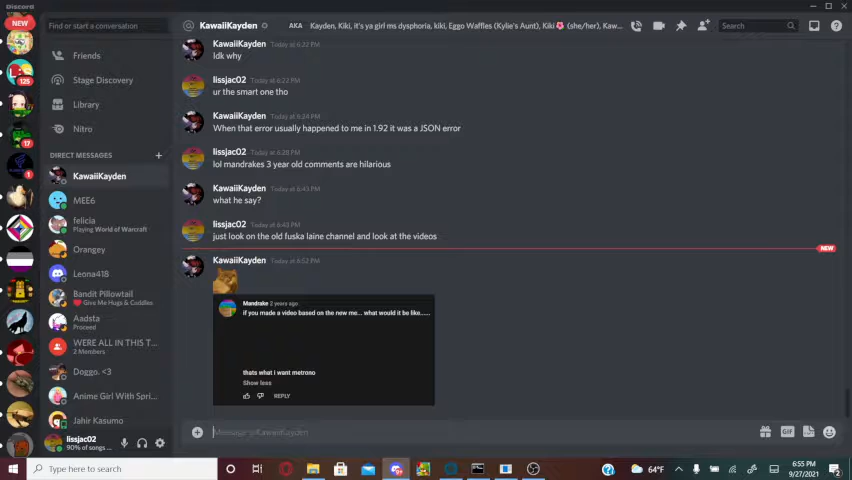 Discord
NEW
Find or start a conversation
KawaiiKayden
AKA
Kayden, Kiki, it's ya girl ms dysphoria, kiki, Eggo Waffles (Kylie's Aunt), Kiki🌸 (she/her), Kaw...
Search
Friends
Stage Discovery
Library
Nitro
DIRECT MESSAGES
KawaiiKayden
MEE6
felicia
Playing World of Warcraft
Orangey
Leona418
Bandit Pillowtail
Give Me Hugs & Cuddles
Aadsta
Proceed
WERE ALL IN THIS T...
2 Members
Doggo. <3
Anime Girl With Spri...
Jahir Kasumo
lissjac02
90% of songs ...
125
17
1
KawaiiKayden Today at 6:22 PM
Idk why
lissjac02 Today at 6:22 PM
ur the smart one tho
KawaiiKayden Today at 6:24 PM
When that error usually happened to me in 1.92 it was a JSON error
lissjac02 Today at 6:28 PM
lol mandrakes 3 year old comments are hilarious
KawaiiKayden Today at 6:43 PM
what he say?
lissjac02 Today at 6:43 PM
just look on the old fuska laine channel and look at the videos
NEW
KawaiiKayden Today at 6:52 PM
Mandrake 2 years ago
if you made a video based on the new me... what would it be like......
thats what i want metrono
Show less
REPLY
Message @KawaiiKayden
GIF
Type here to search
64°F
6:55 PM
9/27/2021
2